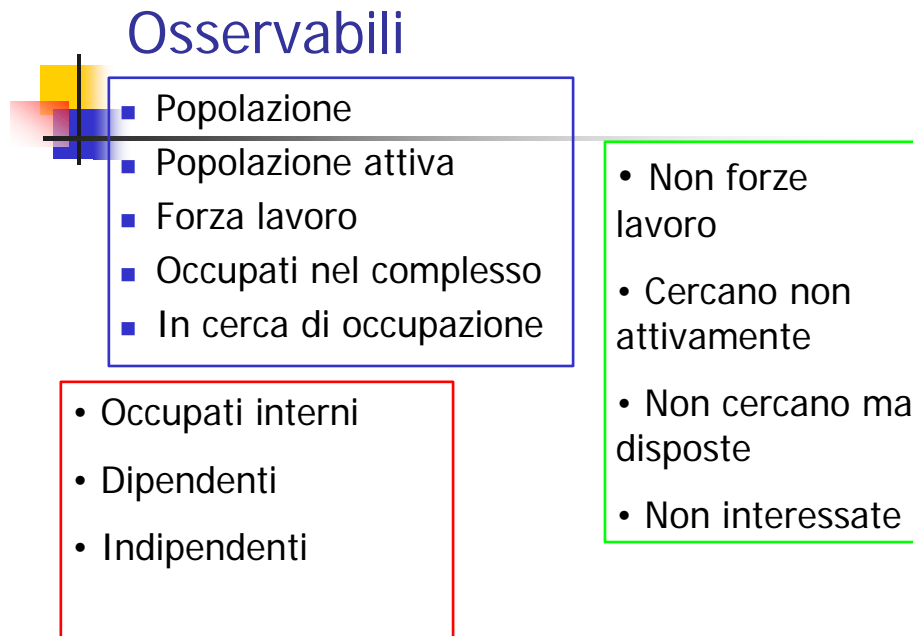 Osservabili
▪ Popolazione
▪ Popolazione attiva
▪ Forza lavoro
▪ Occupati nel complesso
▪ In cerca di occupazione
• Occupati interni
• Dipendenti
• Indipendenti
• Non forze
lavoro
• Cercano non
attivamente
• Non cercano ma
disposte
• Non interessate